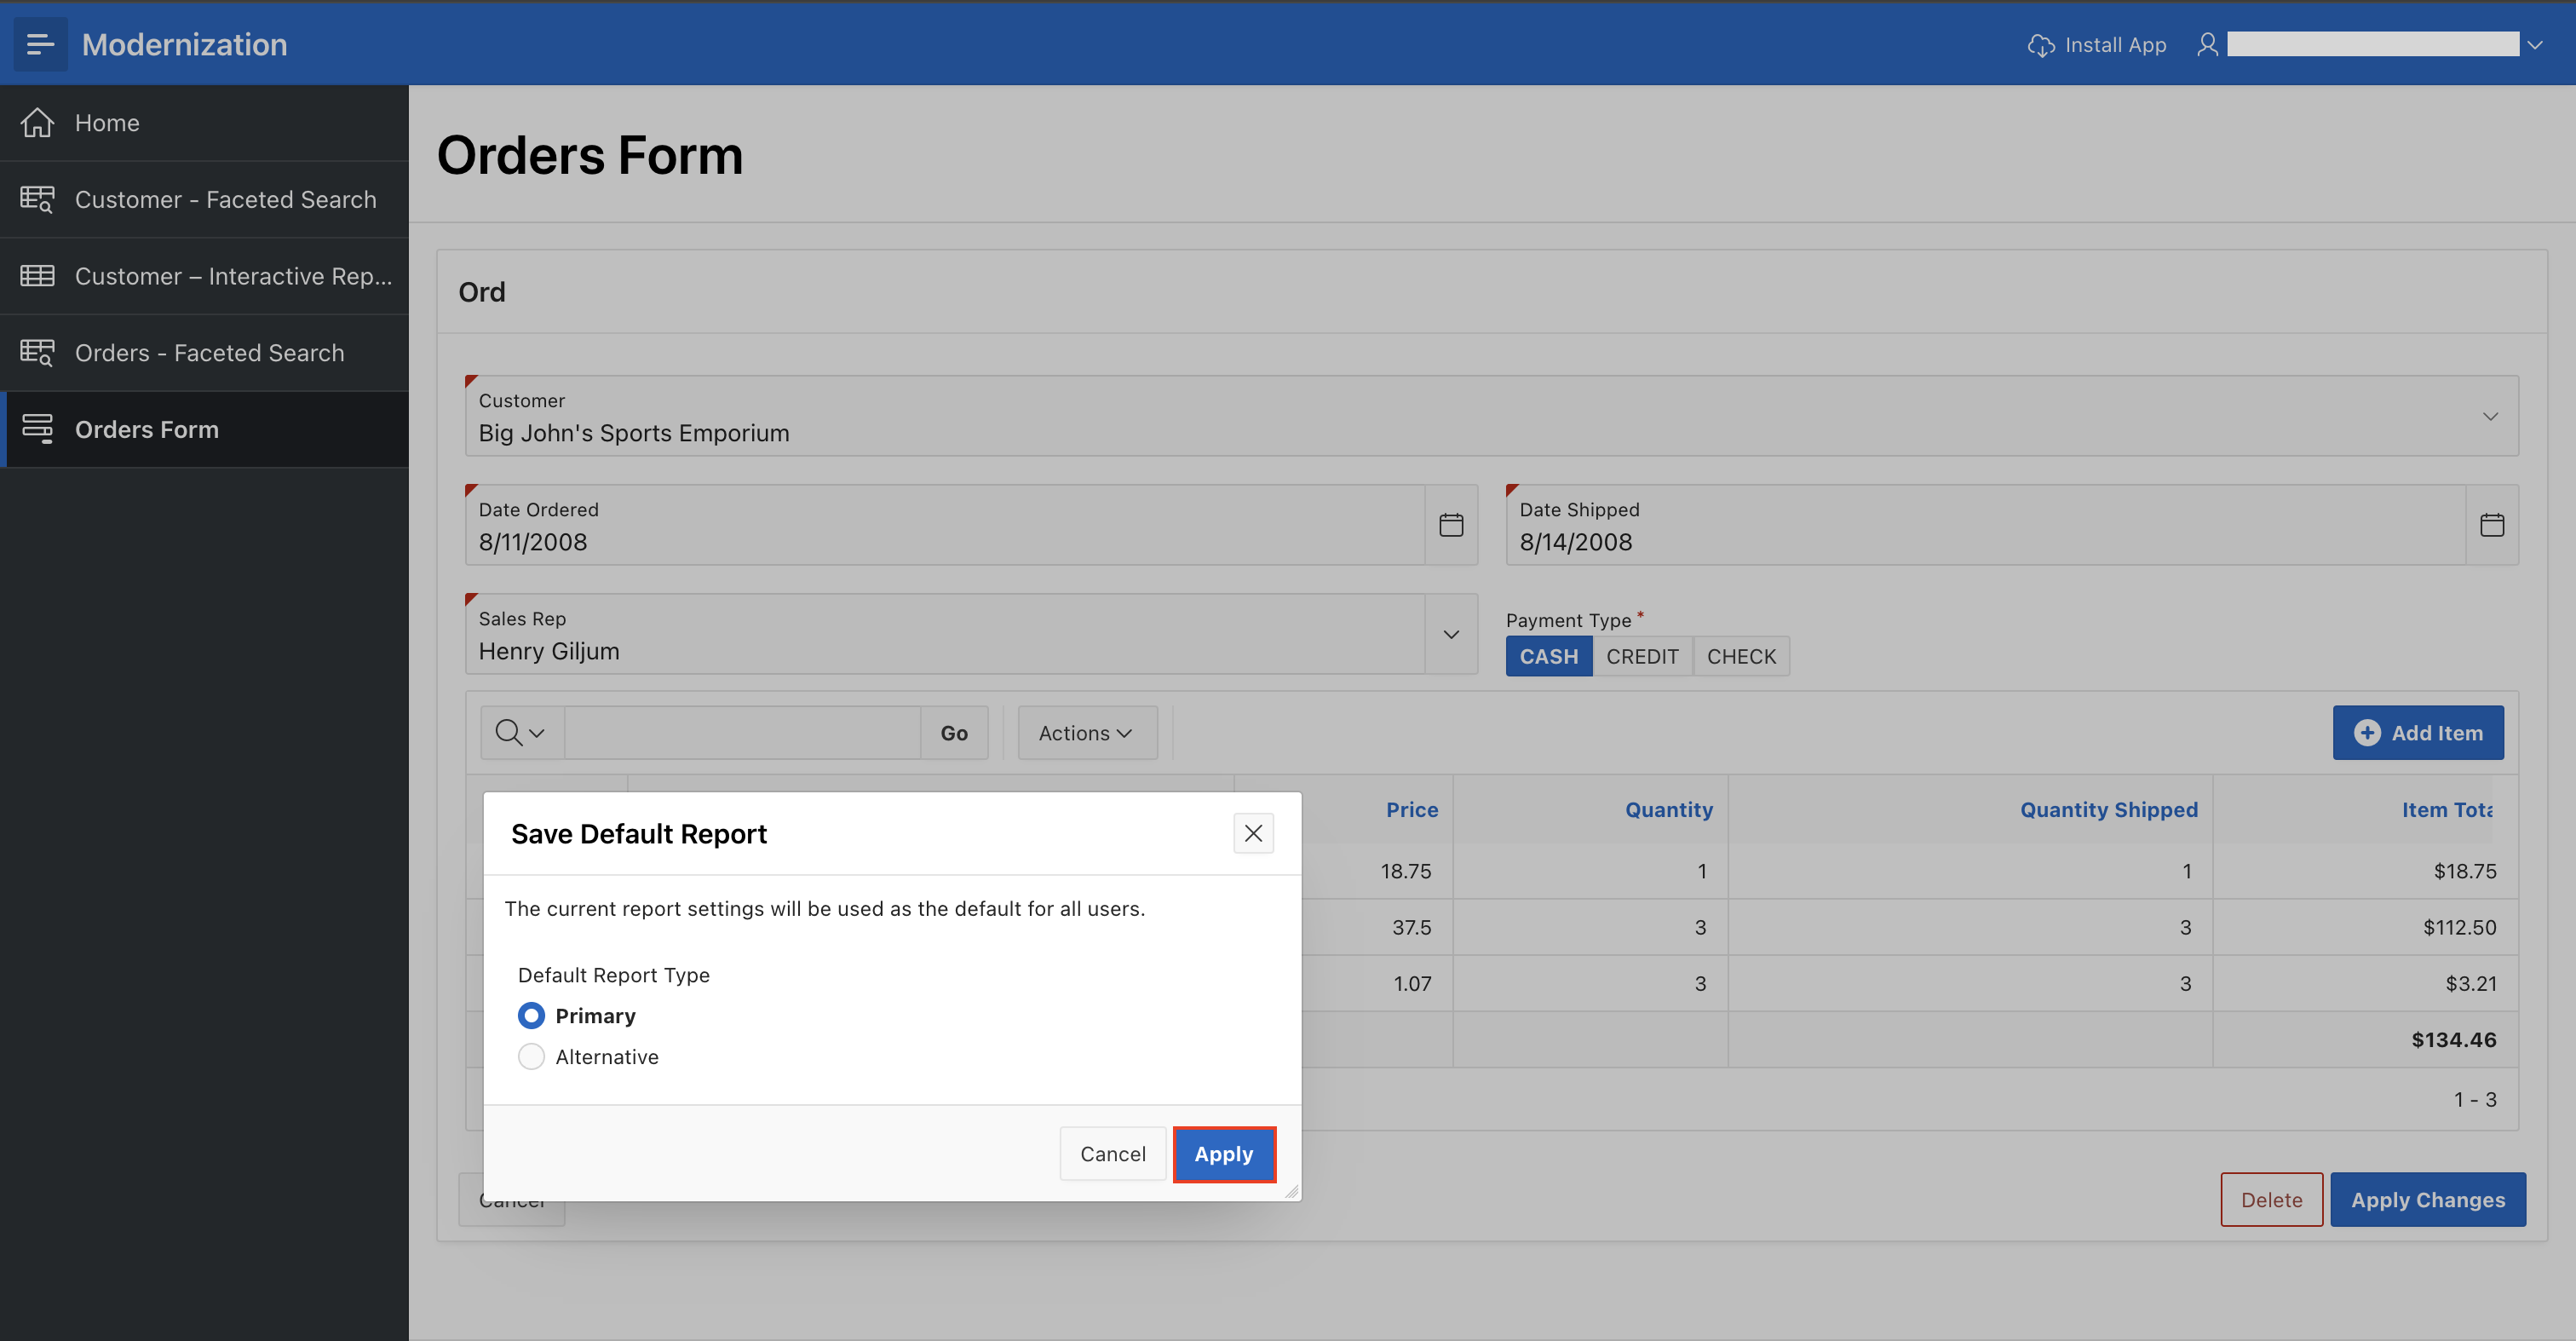 Modernization
Install App
Home
Customer - Faceted Search
Customer – Interactive Rep...
Orders - Faceted Search
Orders Form
Orders Form
Ord
Customer
Big John's Sports Emporium
Date Ordered
8/11/2008
Date Shipped
8/14/2008
Sales Rep
Henry Giljum
Payment Type *
CASH CREDIT CHECK
Go
Actions
Add Item
Price Quantity Quantity Shipped Item
18.75 1 1 $18.75
37.5 3 3 $112.50
1.07 3 3 $3.21
$134.46
1 - 3
Save Default Report
The current report settings will be used as the default for all users.
Default Report Type
Primary
Alternative
Cancel Apply
Cancel
Delete Apply Changes